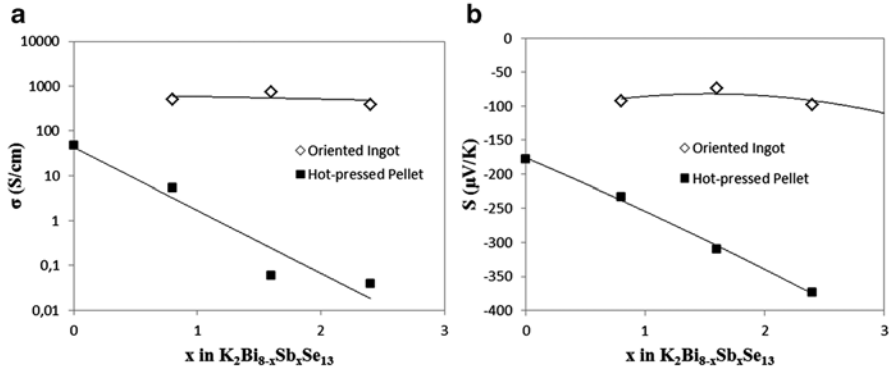 a
10000
1000
100
10
1
0,1
0,01
σ (S/cm)
Oriented Ingot
Hot-pressed Pellet
0
1
2
3
x in K₂Bi₈₋ₓSbₓSe₁₃
b
0
-50
-100
-150
-200
-250
-300
-350
-400
S (µV/K)
Oriented Ingot
Hot-pressed Pellet
0
1
2
3
x in K₂Bi₈₋ₓSbₓSe₁₃